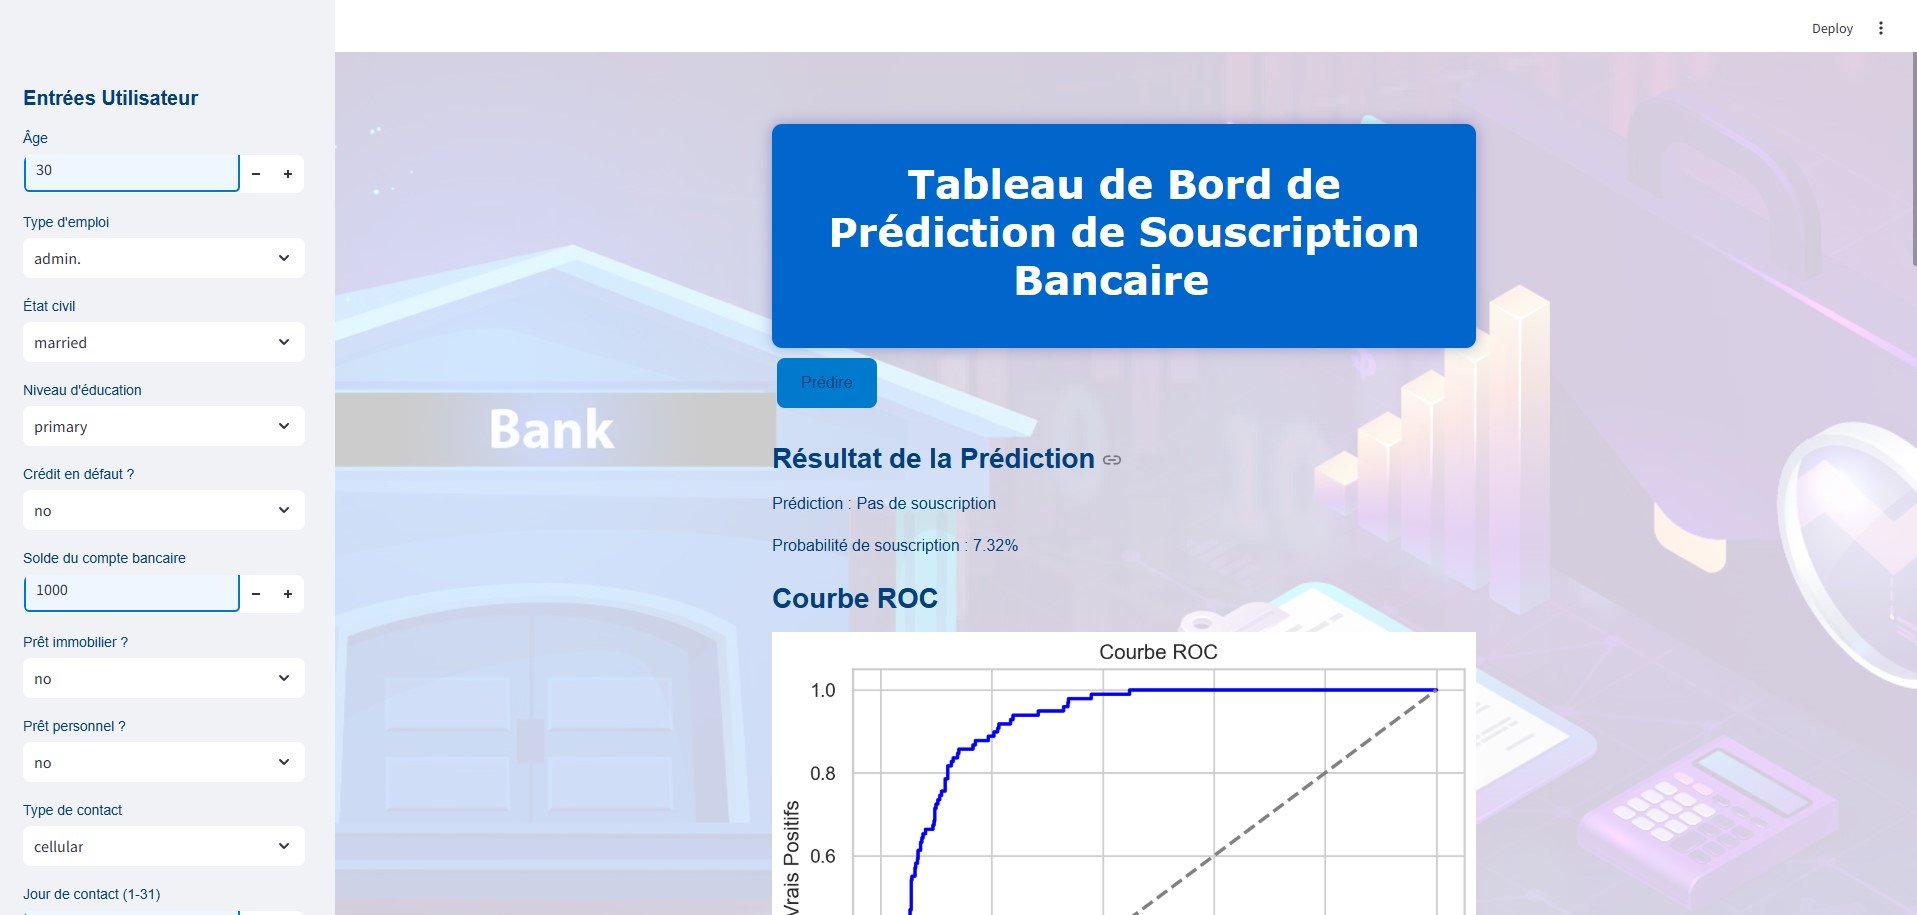 Deploy
Entrées Utilisateur
Âge
30
Type d'emploi
admin.
État civil
married
Niveau d'éducation
primary
Crédit en défaut ?
no
Solde du compte bancaire
1000
Prêt immobilier ?
no
Prêt personnel ?
no
Type de contact
cellular
Jour de contact (1-31)
Tableau de Bord de
Prédiction de Souscription
Bancaire
Prédire
Bank
Résultat de la Prédiction
Prédiction : Pas de souscription
Probabilité de souscription : 7.32%
Courbe ROC
Courbe ROC
1.0
0.8
0.6
Vrais Positifs